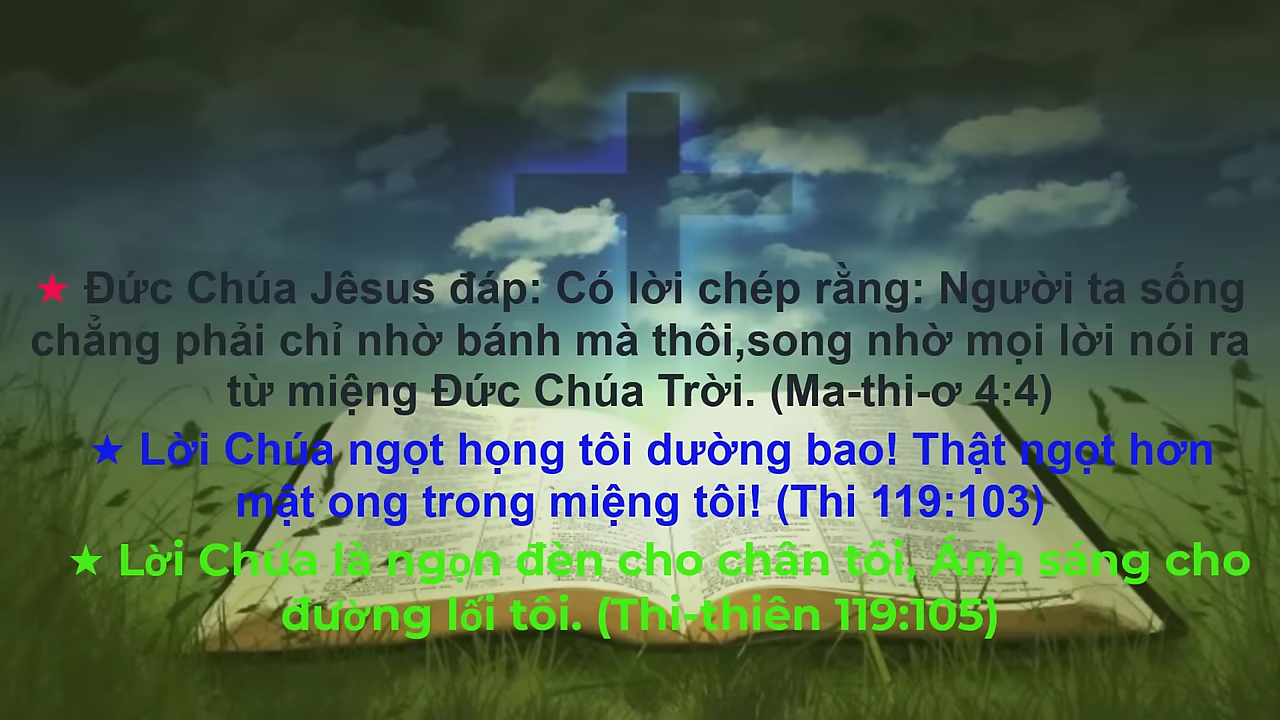 ★ Đức Chúa Jêsus đáp: Có lời chép rằng: Người ta sống
chẳng phải chỉ nhờ bánh mà thôi,song nhờ mọi lời nói ra
từ miệng Đức Chúa Trời. (Ma-thi-ơ 4:4)
★ Lời Chúa ngọt họng tôi dường bao! Thật ngọt hơn
mật ong trong miệng tôi! (Thi 119:103)
★ Lời Chúa là ngọn đèn cho chân tôi, Ánh sáng cho
đường lối tôi. (Thi-thiên 119:105)